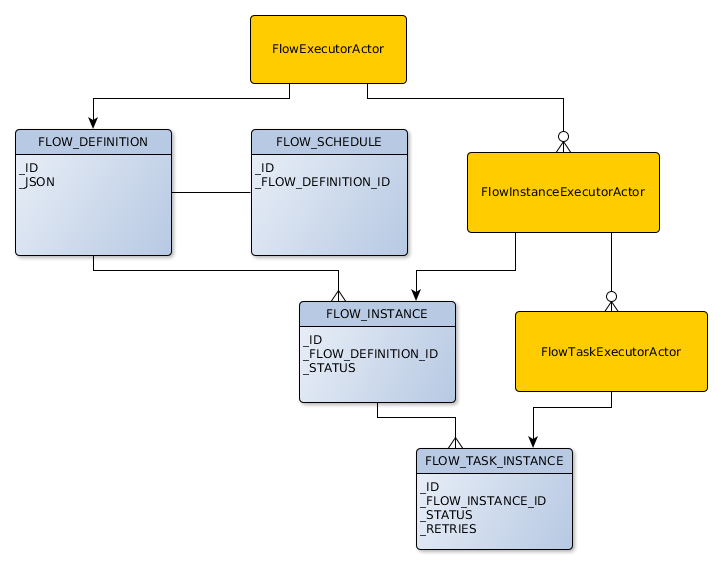 FlowExecutorActor
FLOW_DEFINITION
_ID
_JSON
FLOW_SCHEDULE
_ID
_FLOW_DEFINITION_ID
FlowInstanceExecutorActor
FLOW_INSTANCE
_ID
_FLOW_DEFINITION_ID
_STATUS
FlowTaskExecutorActor
FLOW_TASK_INSTANCE
_ID
_FLOW_INSTANCE_ID
_STATUS
_RETRIES